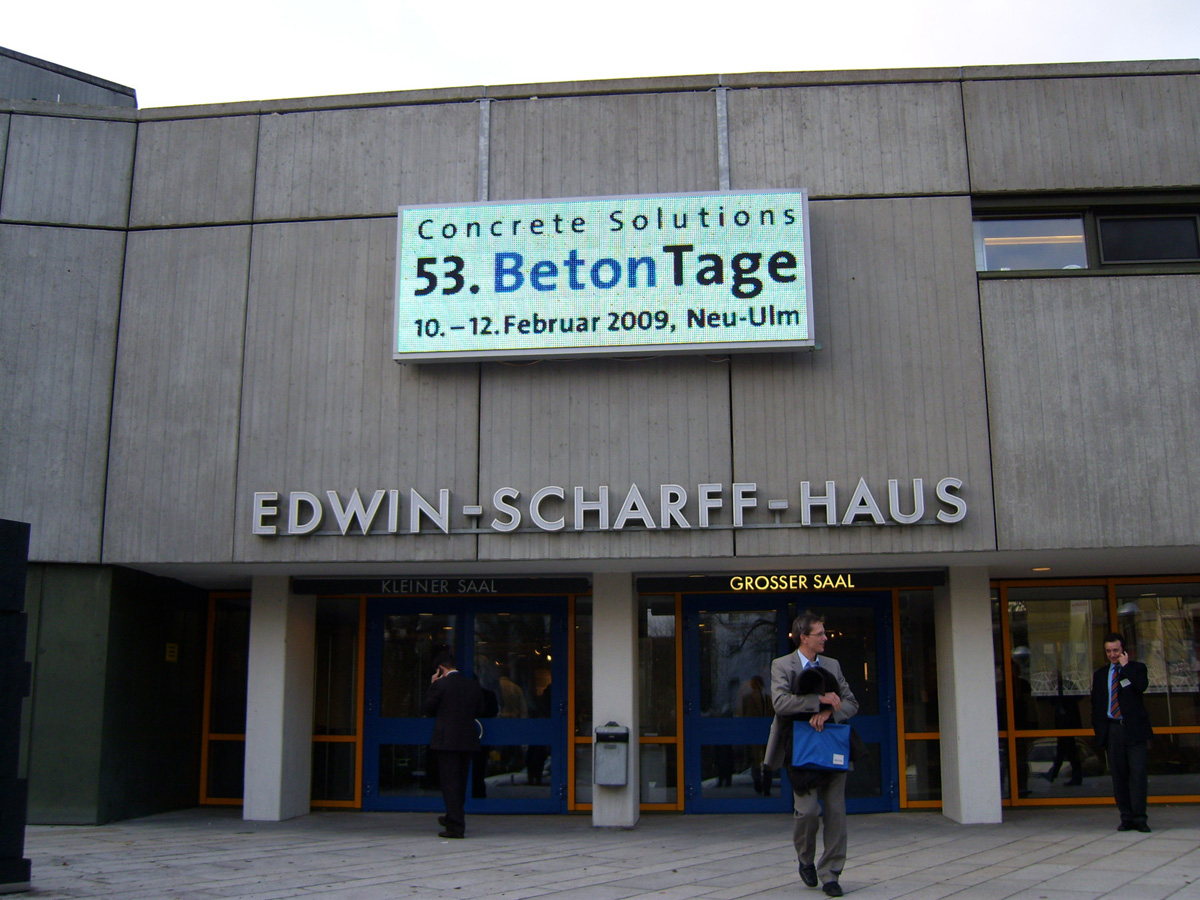 Concrete Solutions
53. BetonTage
10. – 12. Februar 2009, Neu-Ulm
EDWIN-SCHARFF-HAUS
KLEINER SAAL
GROSSER SAAL